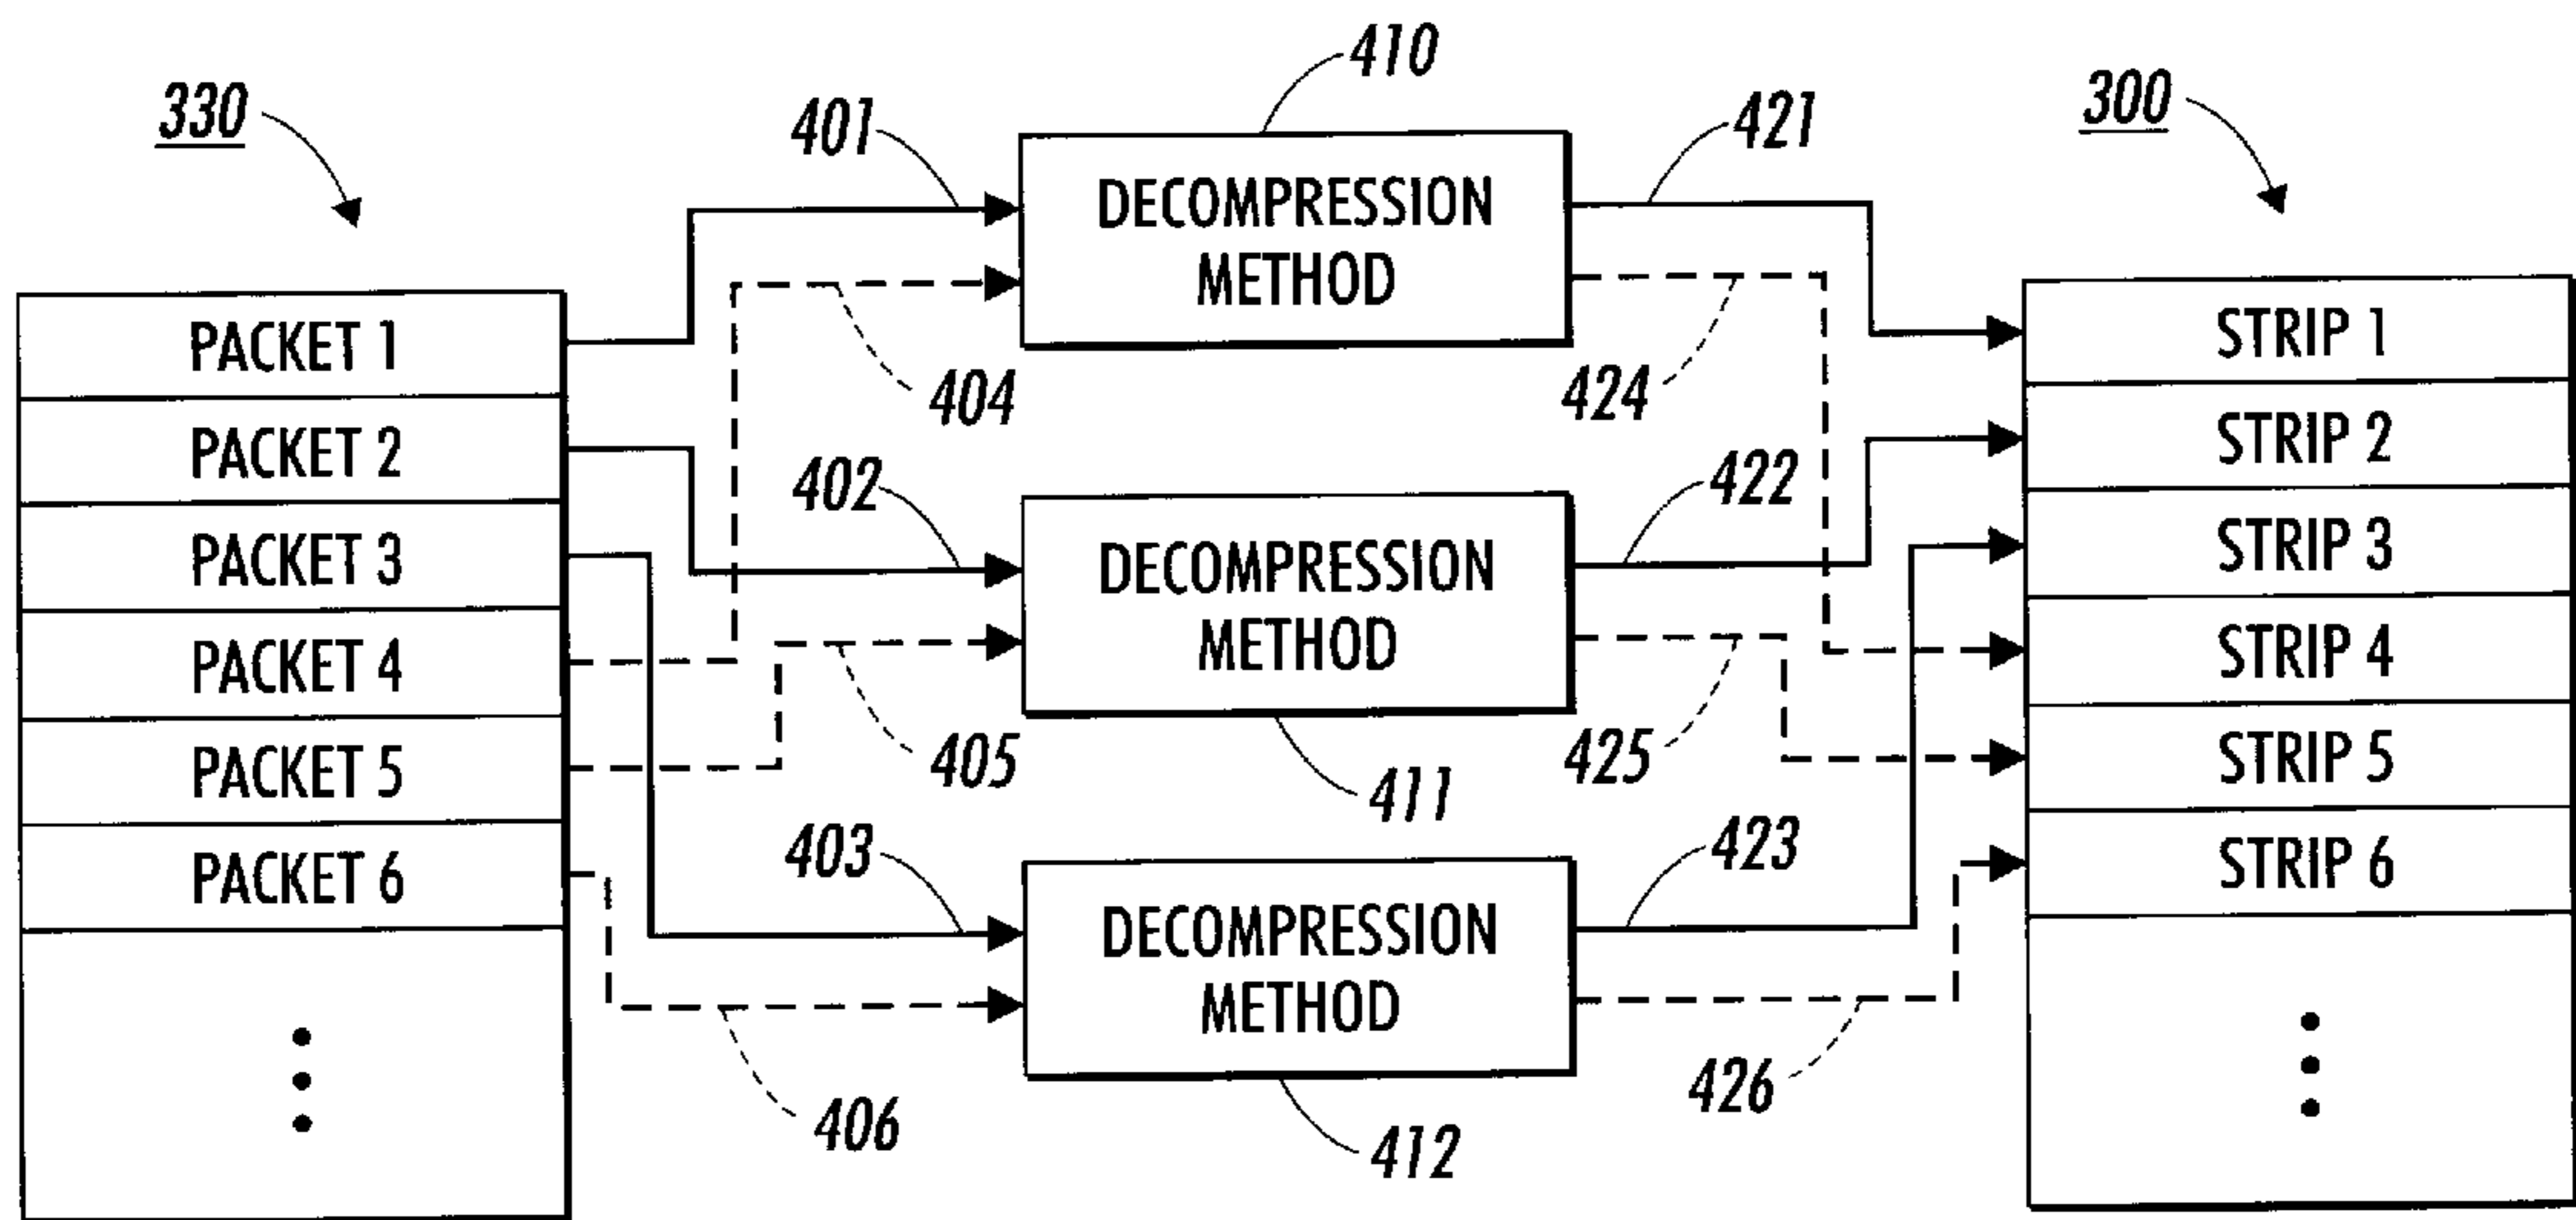 330
PACKET 1
PACKET 2
PACKET 3
PACKET 4
PACKET 5
PACKET 6
401
404
402
405
403
406
410
DECOMPRESSION
METHOD
DECOMPRESSION
METHOD
411
DECOMPRESSION
METHOD
412
421
424
422
425
423
426
300
STRIP 1
STRIP 2
STRIP 3
STRIP 4
STRIP 5
STRIP 6